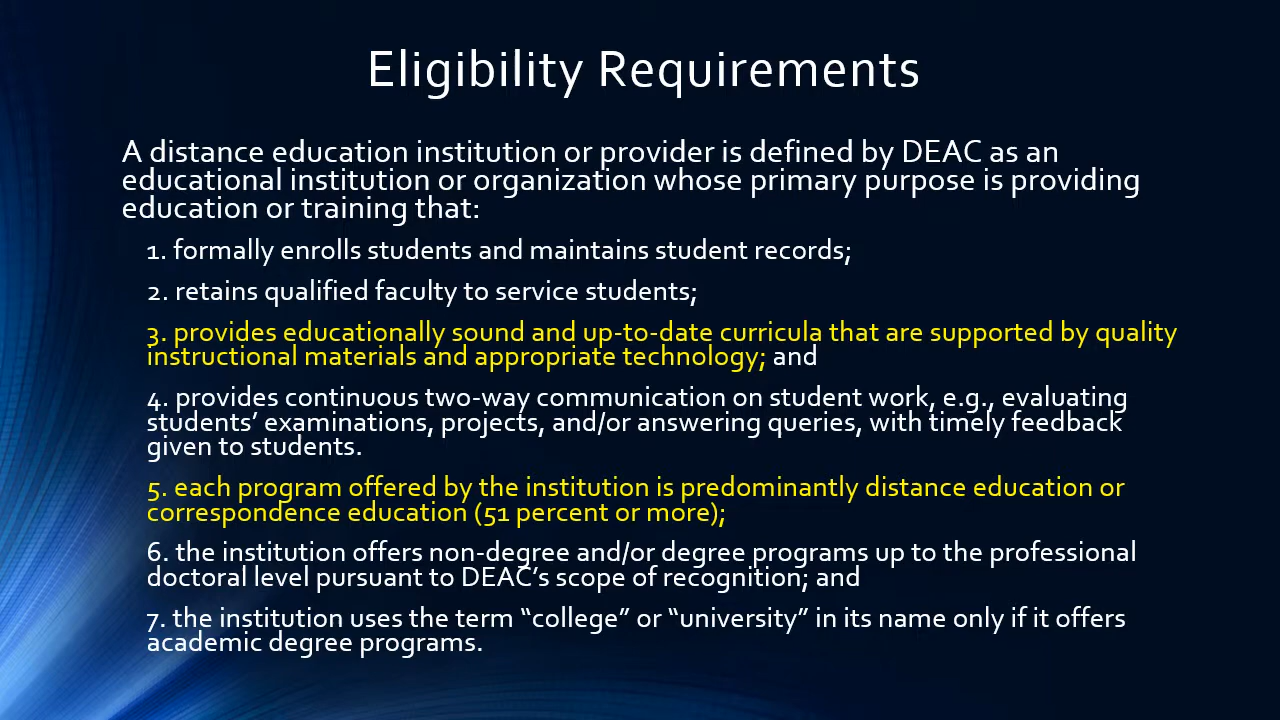 Eligibility Requirements
A distance education institution or provider is defined by DEAC as an
educational institution or organization whose primary purpose is providing
education or training that:
1. formally enrolls students and maintains student records;
2. retains qualified faculty to service students;
3. provides educationally sound and up-to-date curricula that are supported by quality
instructional materials and appropriate technology; and
4. provides continuous two-way communication on student work, e.g., evaluating
students’ examinations, projects, and/or answering queries, with timely feedback
given to students.
5. each program offered by the institution is predominantly distance education or
correspondence education (51 percent or more);
6. the institution offers non-degree and/or degree programs up to the professional
doctoral level pursuant to DEAC’s scope of recognition; and
7. the institution uses the term “college” or “university” in its name only if it offers
academic degree programs.